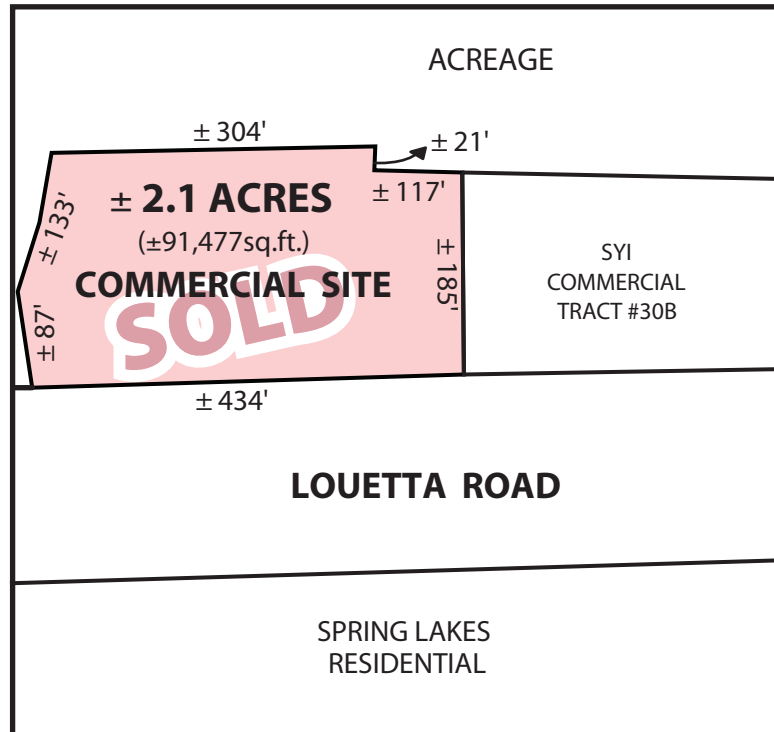 ACREAGE
± 304'
± 21'
± 2.1 ACRES
± 117'
(±91,477sq.ft.)
± 133'
COMMERCIAL SITE
± 185'
SYI
COMMERCIAL
TRACT #30B
SOLD
± 87'
± 434'
LOUETTA ROAD
SPRING LAKES
RESIDENTIAL